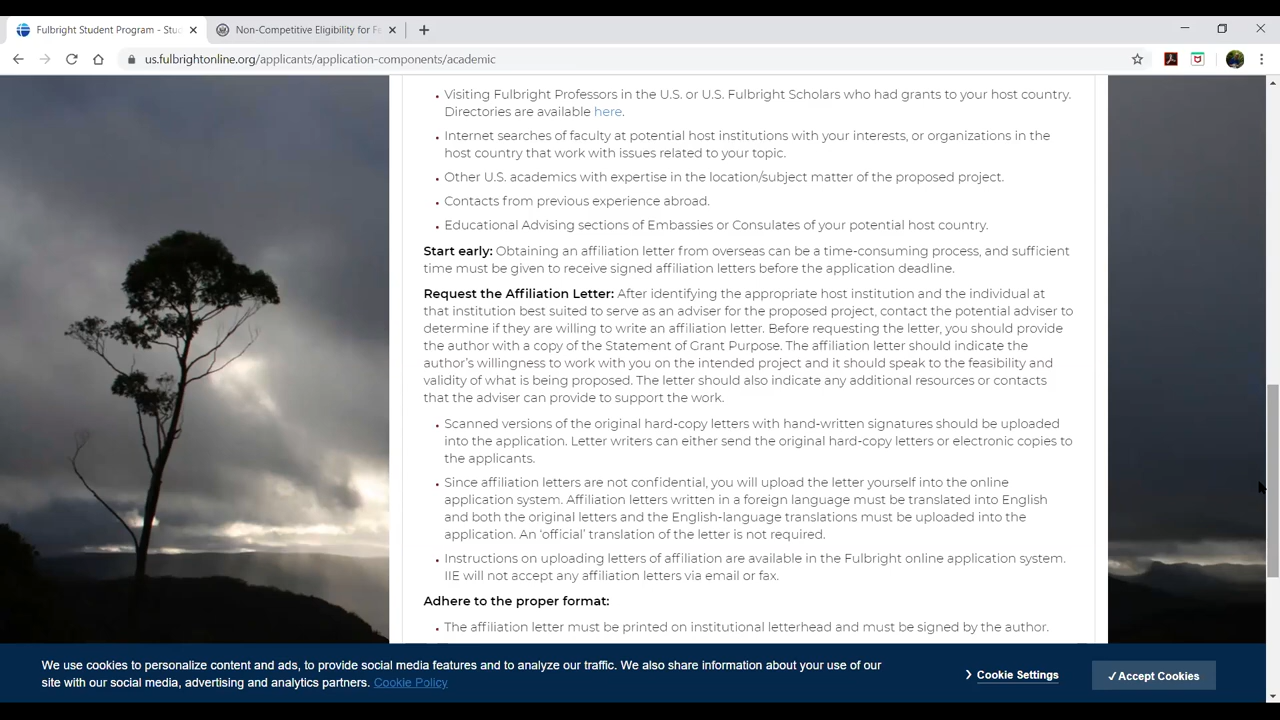 Fulbright Student Program - Stu
Non-Competitive Eligibility for Fe
us.fulbrightonline.org/applicants/application-components/academic
• Visiting Fulbright Professors in the U.S. or U.S. Fulbright Scholars who had grants to your host country.
Directories are available here.
• Internet searches of faculty at potential host institutions with your interests, or organizations in the
host country that work with issues related to your topic.
• Other U.S. academics with expertise in the location/subject matter of the proposed project.
• Contacts from previous experience abroad.
• Educational Advising sections of Embassies or Consulates of your potential host country.
Start early: Obtaining an affiliation letter from overseas can be a time-consuming process, and sufficient
time must be given to receive signed affiliation letters before the application deadline.
Request the Affiliation Letter: After identifying the appropriate host institution and the individual at
that institution best suited to serve as an adviser for the proposed project, contact the potential adviser to
determine if they are willing to write an affiliation letter. Before requesting the letter, you should provide
the author with a copy of the Statement of Grant Purpose. The affiliation letter should indicate the
author's willingness to work with you on the intended project and it should speak to the feasibility and
validity of what is being proposed. The letter should also indicate any additional resources or contacts
that the adviser can provide to support the work.
• Scanned versions of the original hard-copy letters with hand-written signatures should be uploaded
into the application. Letter writers can either send the original hard-copy letters or electronic copies to
the applicants.
• Since affiliation letters are not confidential, you will upload the letter yourself into the online
application system. Affiliation letters written in a foreign language must be translated into English
and both the original letters and the English-language translations must be uploaded into the
application. An 'official' translation of the letter is not required.
• Instructions on uploading letters of affiliation are available in the Fulbright online application system.
IIE will not accept any affiliation letters via email or fax.
Adhere to the proper format:
• The affiliation letter must be printed on institutional letterhead and must be signed by the author.
We use cookies to personalize content and ads, to provide social media features and to analyze our traffic. We also share information about your use of our
site with our social media, advertising and analytics partners. Cookie Policy
Cookie Settings
✓Accept Cookies